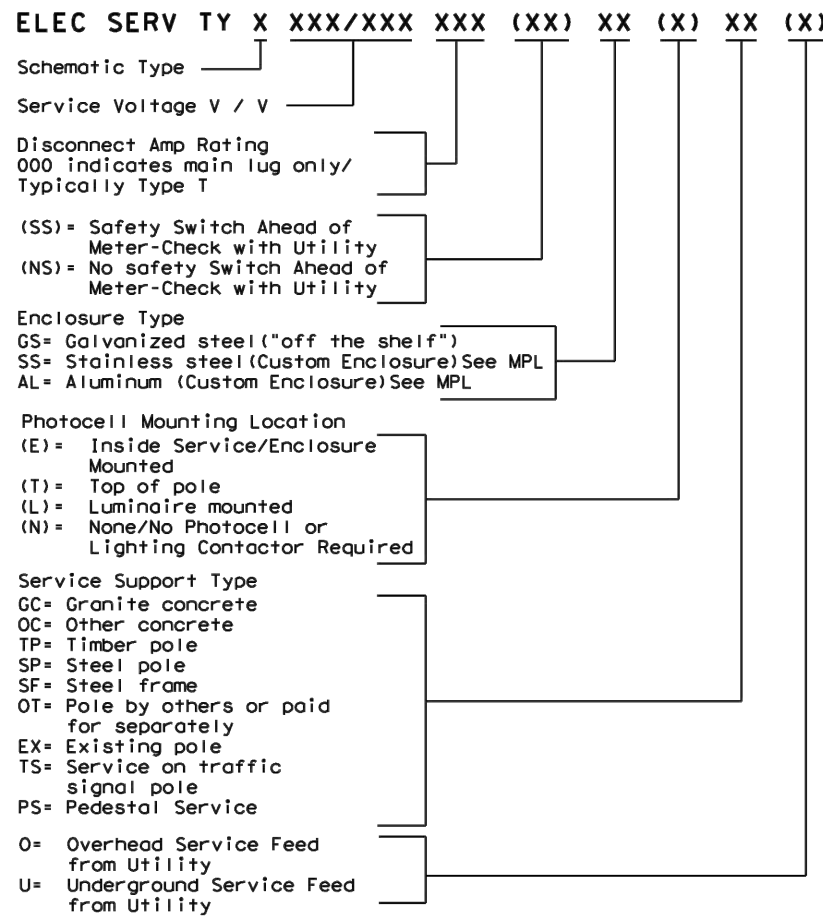 ELEC SERV TY X XXX/XXX XXX (XX) XX (X) XX (X)
Schematic Type
Service Voltage V / V
Disconnect Amp Rating
000 indicates main lug only/
Typically Type T
(SS)= Safety Switch Ahead of
Meter-Check with Utility
(NS)= No safety Switch Ahead of
Meter-Check with Utility
Enclosure Type
GS= Galvanized steel("off the shelf")
SS= Stainless steel(Custom Enclosure)See MPL
AL= Aluminum (Custom Enclosure)See MPL
Photocell Mounting Location
(E)= Inside Service/Enclosure
Mounted
(T)= Top of pole
(L)= Luminaire mounted
(N)= None/No Photocell or
Lighting Contactor Required
Service Support Type
GC= Granite concrete
OC= Other concrete
TP= Timber pole
SP= Steel pole
SF= Steel frame
OT= Pole by others or paid
for separately
EX= Existing pole
TS= Service on traffic
signal pole
PS= Pedestal Service
O= Overhead Service Feed
from Utility
U= Underground Service Feed
from Utility